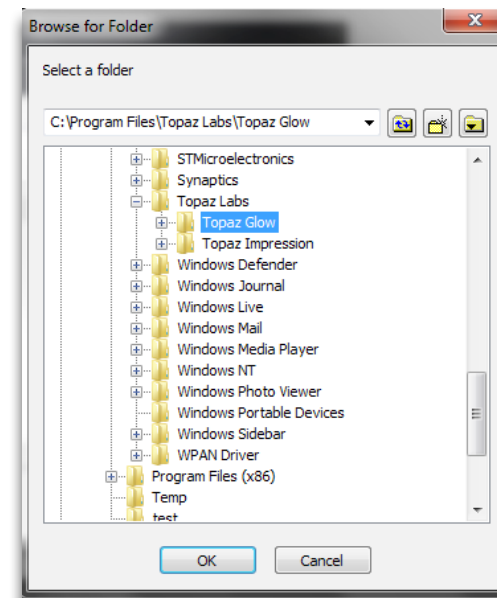 Browse for Folder
Select a folder
C:\Program Files\Topaz Labs\Topaz Glow
STMicroelectronics
Synaptics
Topaz Labs
Topaz Glow
Topaz Impression
Windows Defender
Windows Journal
Windows Live
Windows Mail
Windows Media Player
Windows NT
Windows Photo Viewer
Windows Portable Devices
Windows Sidebar
WPAN Driver
Program Files (x86)
Temp
test
OK Cancel